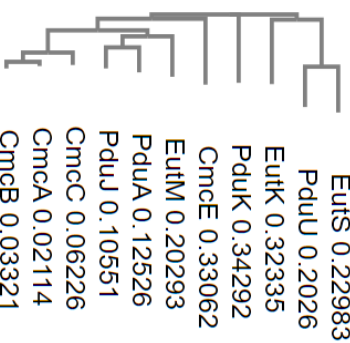 CmcB 0.03321
CmcA 0.02114
CmcC 0.06226
PduJ 0.10551
PduA 0.12526
EutM 0.20293
CmcE 0.33062
PduK 0.34292
EutK 0.32335
PduU 0.2026
EutS 0.22983